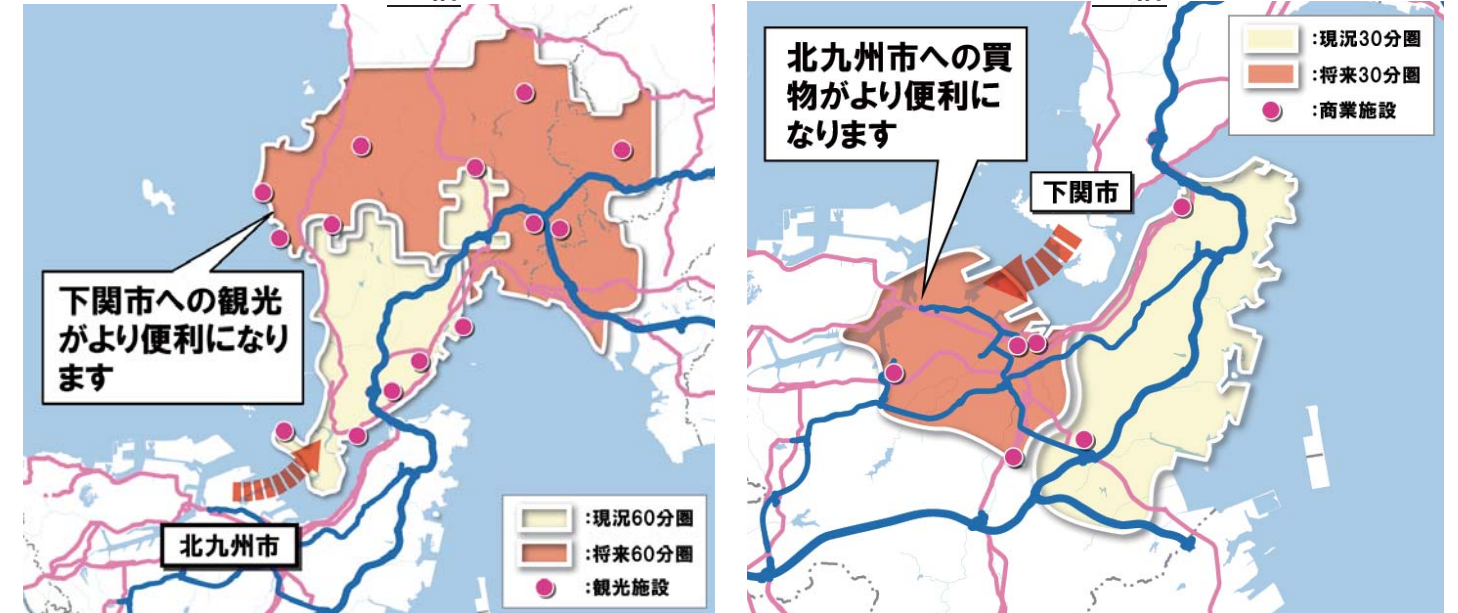 下関市への観光
がより便利になり
ます
北九州市
:現況60分圏
:将来60分圏
:観光施設
北九州市への買
物がより便利に
なります
下関市
:現況30分圏
:将来30分圏
:商業施設